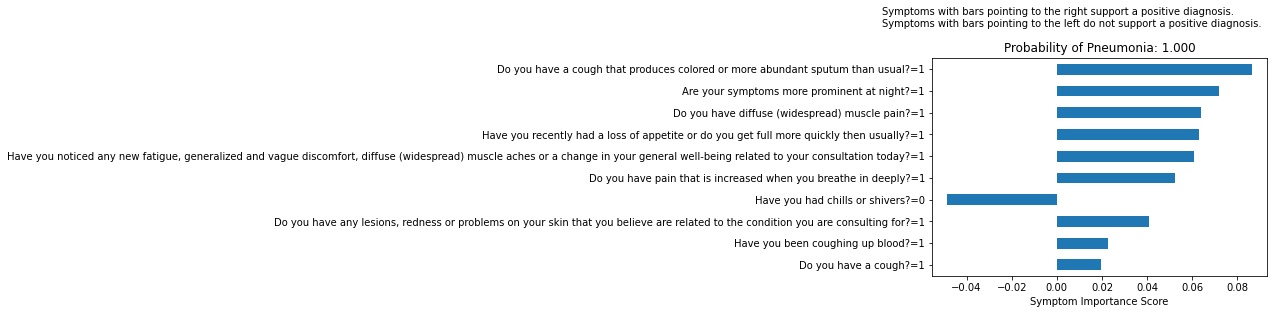 Symptoms with bars pointing to the right support a positive diagnosis.
Symptoms with bars pointing to the left do not support a positive diagnosis.
Probability of Pneumonia: 1.000
Do you have a cough that produces colored or more abundant sputum than usual?=1
Are your symptoms more prominent at night?=1
Do you have diffuse (widespread) muscle pain?=1
Have you recently had a loss of appetite or do you get full more quickly then usually?=1
Have you noticed any new fatigue, generalized and vague discomfort, diffuse (widespread) muscle aches or a change in your general well-being related to your consultation today?=1
Do you have pain that is increased when you breathe in deeply?=1
Have you had chills or shivers?=0
Do you have any lesions, redness or problems on your skin that you believe are related to the condition you are consulting for?=1
Have you been coughing up blood?=1
Do you have a cough?=1
−0.04 −0.02 0.00 0.02 0.04 0.06 0.08
Symptom Importance Score